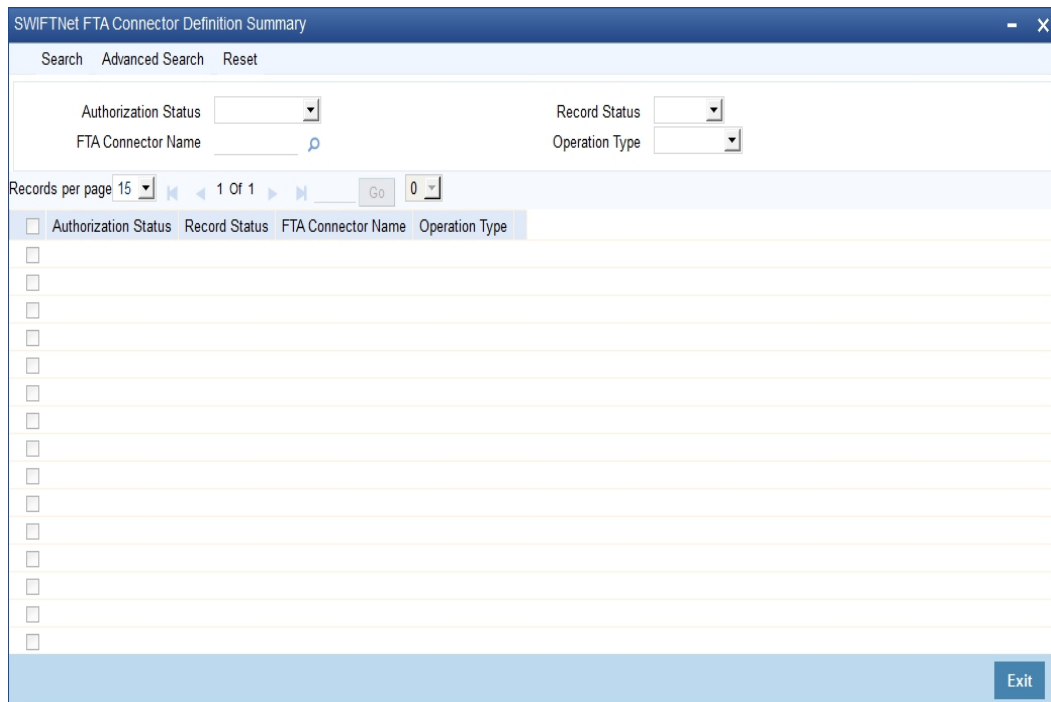 SWIFTNet FTA Connector Definition Summary
Search Advanced Search Reset
Authorization Status Record Status
FTA Connector Name Operation Type
Records per page 15 1 Of 1 Go 0
Authorization Status Record Status FTA Connector Name Operation Type
Exit